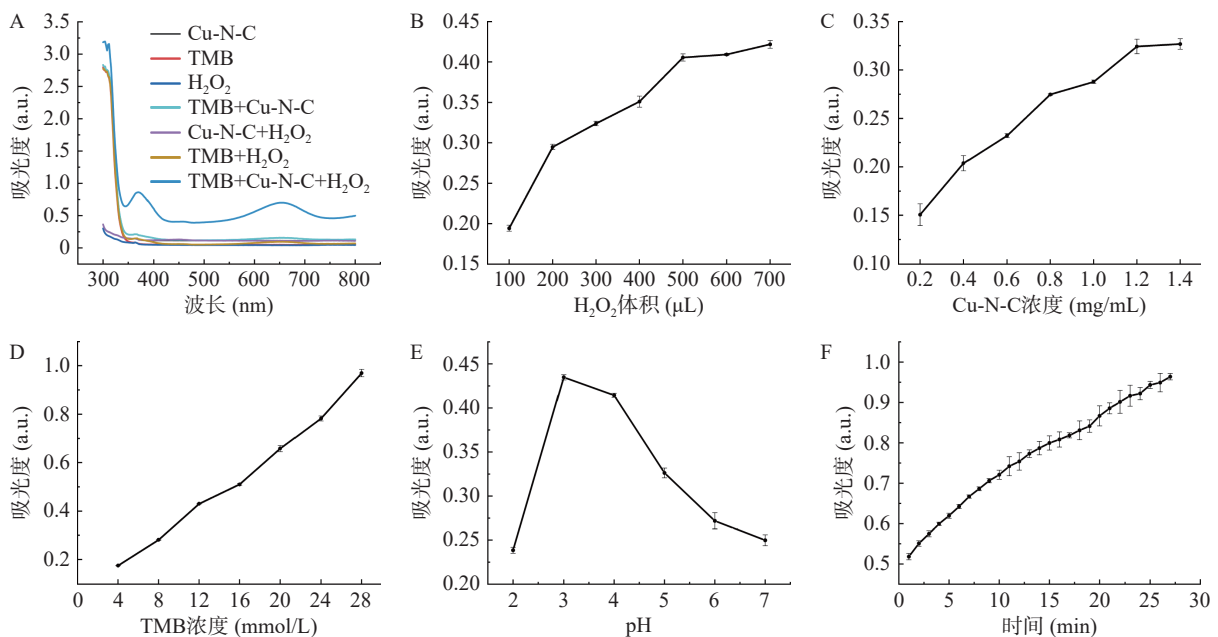 A
3.5
3.0
2.5
2.0
1.5
1.0
0.5
0
吸光度 (a.u.)
Cu-N-C
TMB
H₂O₂
TMB+Cu-N-C
Cu-N-C+H₂O₂
TMB+H₂O₂
TMB+Cu-N-C+H₂O₂
300 400 500 600 700 800
波长 (nm)
B
0.45
0.40
0.35
0.30
0.25
0.20
0.15
吸光度 (a.u.)
100 200 300 400 500 600 700
H₂O₂体积 (μL)
C
0.35
0.30
0.25
0.20
0.15
0.10
吸光度 (a.u.)
0.2 0.4 0.6 0.8 1.0 1.2 1.4
Cu-N-C浓度 (mg/mL)
D
1.0
0.8
0.6
0.4
0.2
吸光度 (a.u.)
0 4 8 12 16 20 24 28
TMB浓度 (mmol/L)
E
0.45
0.40
0.35
0.30
0.25
0.20
吸光度 (a.u.)
2 3 4 5 6 7
pH
F
1.0
0.9
0.8
0.7
0.6
0.5
吸光度 (a.u.)
0 5 10 15 20 25 30
时间 (min)